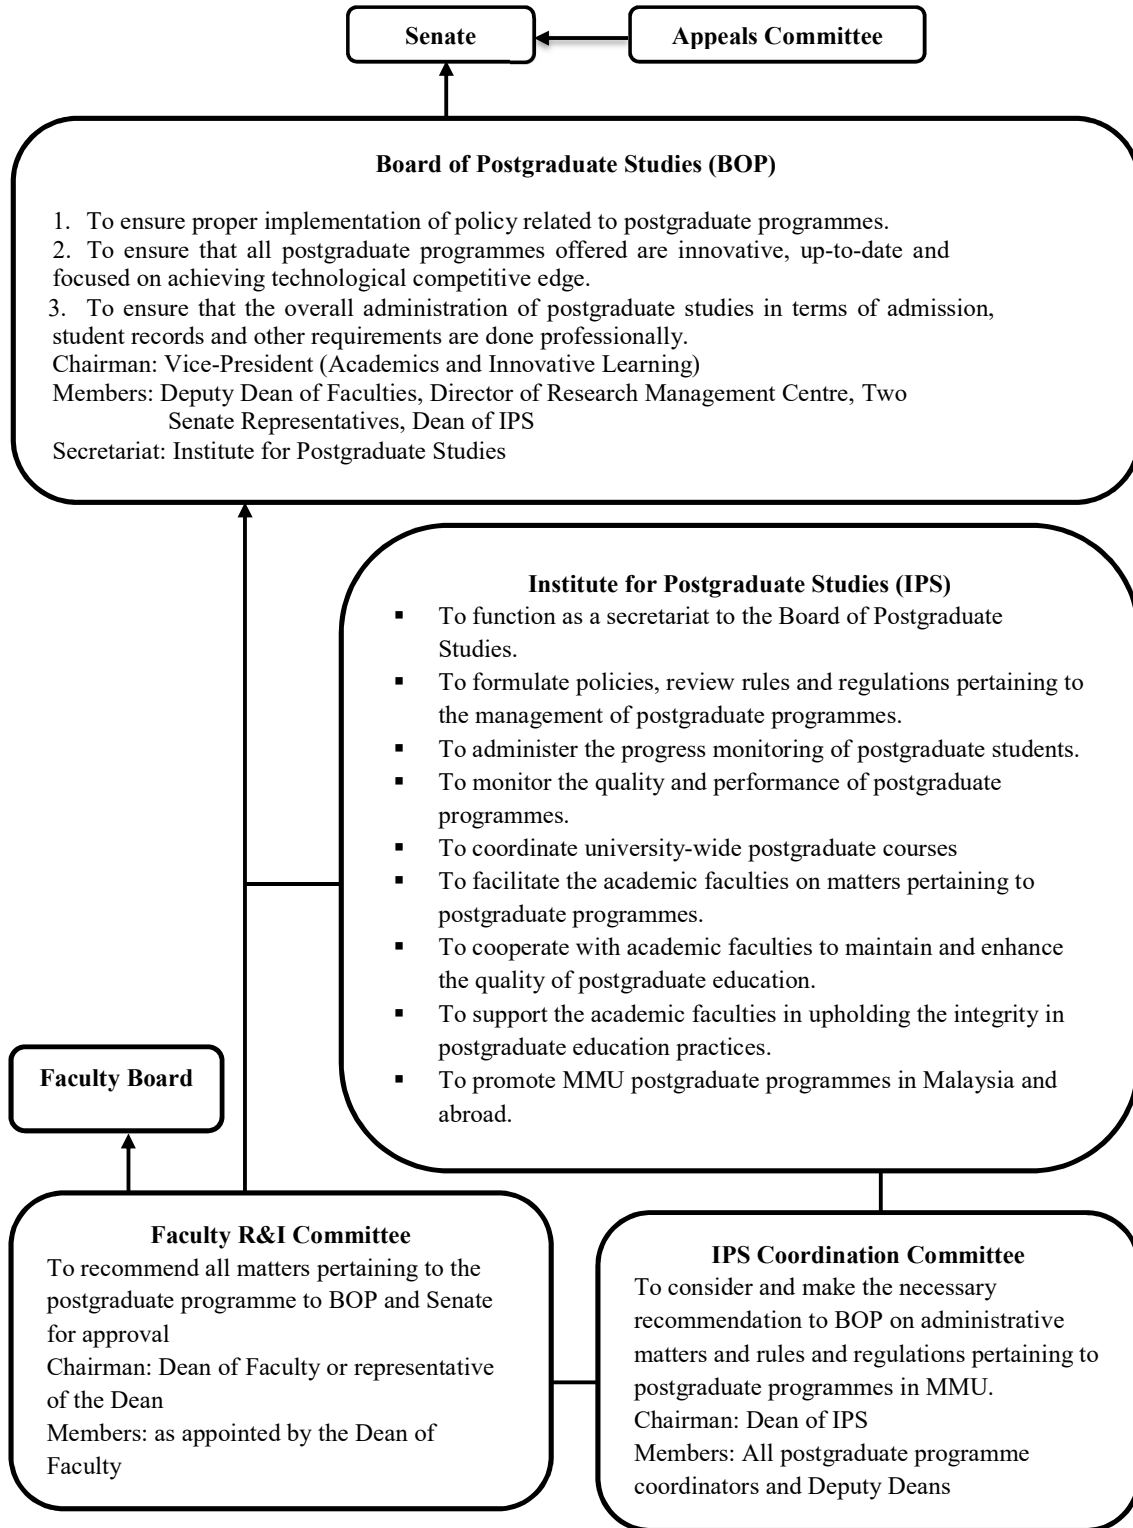 Senate
Appeals Committee
Board of Postgraduate Studies (BOP)
1. To ensure proper implementation of policy related to postgraduate programmes.
2. To ensure that all postgraduate programmes offered are innovative, up-to-date and
focused on achieving technological competitive edge.
3. To ensure that the overall administration of postgraduate studies in terms of admission,
student records and other requirements are done professionally.
Chairman: Vice-President (Academics and Innovative Learning)
Members: Deputy Dean of Faculties, Director of Research Management Centre, Two
Senate Representatives, Dean of IPS
Secretariat: Institute for Postgraduate Studies
Institute for Postgraduate Studies (IPS)
▪ To function as a secretariat to the Board of Postgraduate
Studies.
▪ To formulate policies, review rules and regulations pertaining to
the management of postgraduate programmes.
▪ To administer the progress monitoring of postgraduate students.
▪ To monitor the quality and performance of postgraduate
programmes.
▪ To coordinate university-wide postgraduate courses
▪ To facilitate the academic faculties on matters pertaining to
postgraduate programmes.
▪ To cooperate with academic faculties to maintain and enhance
the quality of postgraduate education.
▪ To support the academic faculties in upholding the integrity in
postgraduate education practices.
▪ To promote MMU postgraduate programmes in Malaysia and
abroad.
Faculty Board
Faculty R&I Committee
To recommend all matters pertaining to the
postgraduate programme to BOP and Senate
for approval
Chairman: Dean of Faculty or representative
of the Dean
Members: as appointed by the Dean of
Faculty
IPS Coordination Committee
To consider and make the necessary
recommendation to BOP on administrative
matters and rules and regulations pertaining to
postgraduate programmes in MMU.
Chairman: Dean of IPS
Members: All postgraduate programme
coordinators and Deputy Deans